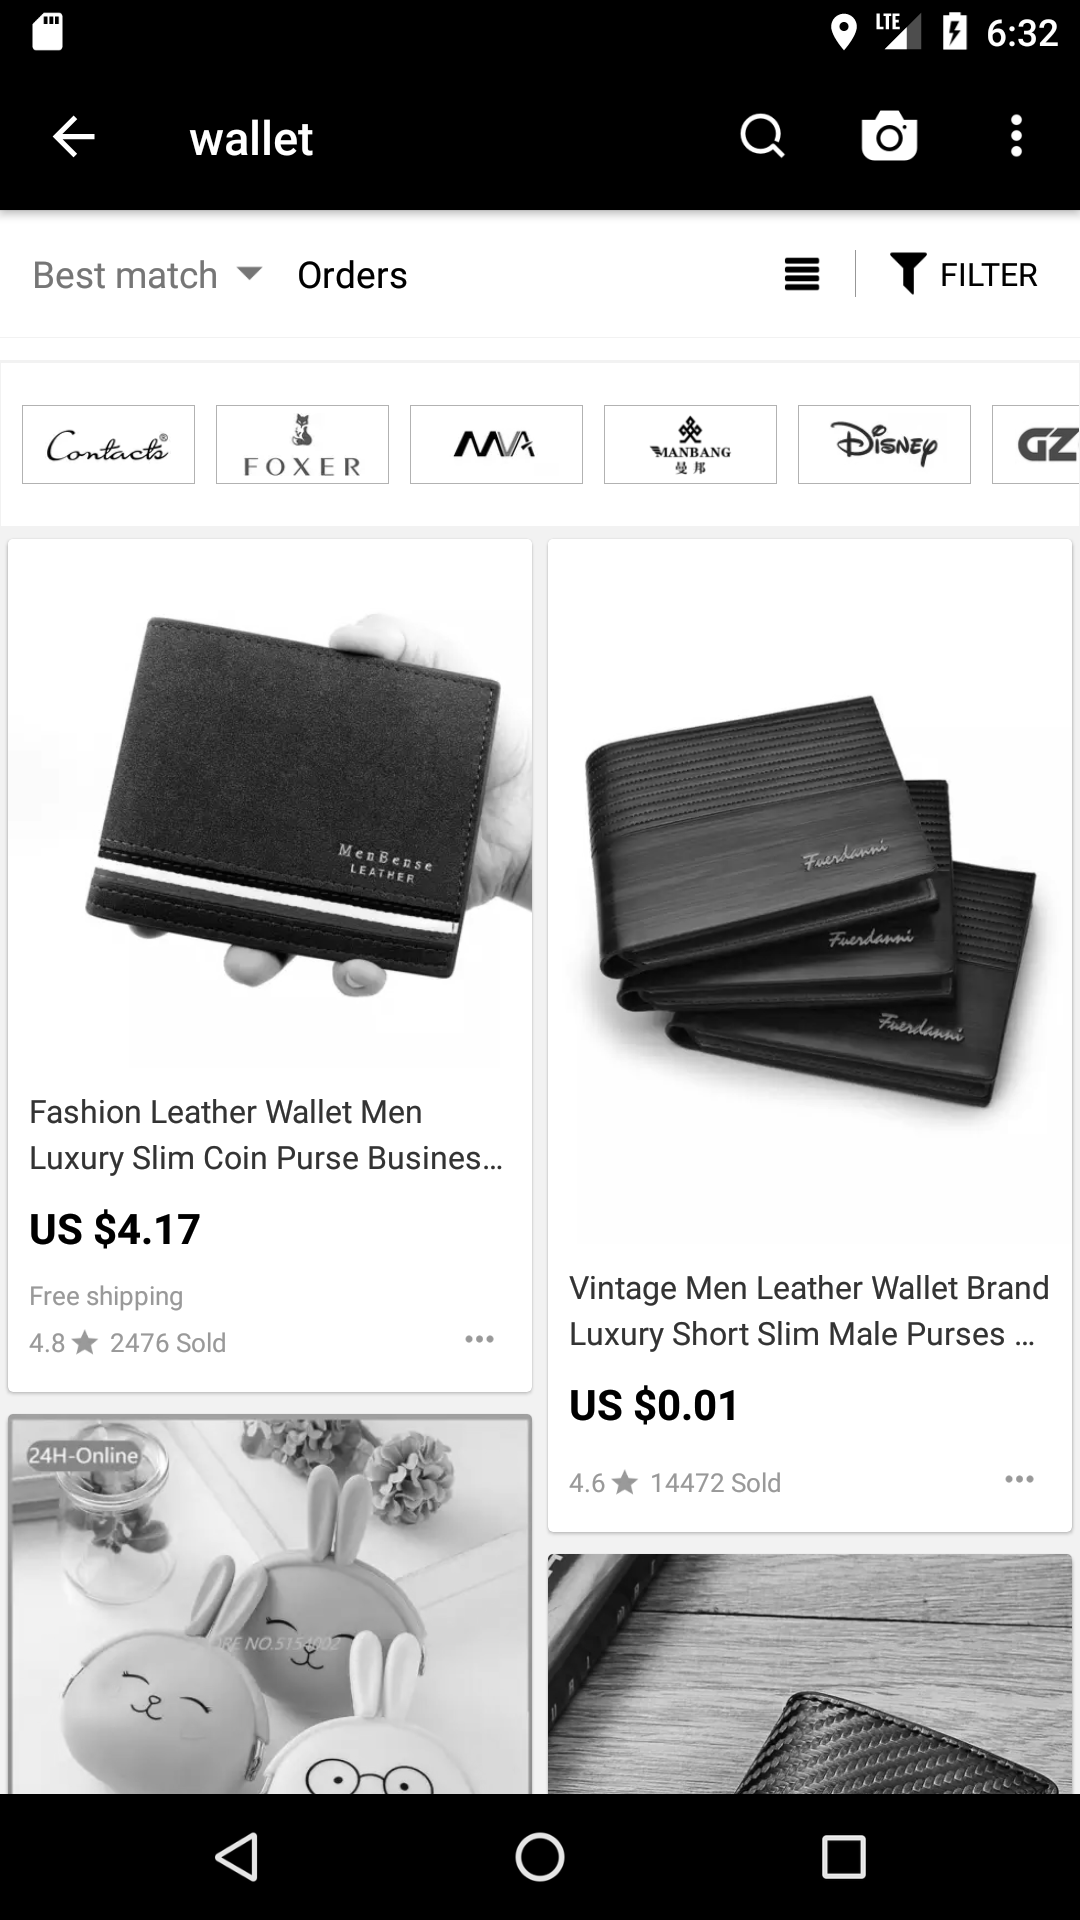 LTE 6:32
wallet
Best match Orders FILTER
Contacts® FOXER MVA MANBANG DISNEY GZ
曼邦
MenBense
LEATHER
Fuerdanni
Fuerdanni
Fuerdanni
Fashion Leather Wallet Men
Luxury Slim Coin Purse Busines...
US $4.17
Free shipping
4.8 2476 Sold
Vintage Men Leather Wallet Brand
Luxury Short Slim Male Purses ...
US $0.01
4.6 14472 Sold
24H-Online